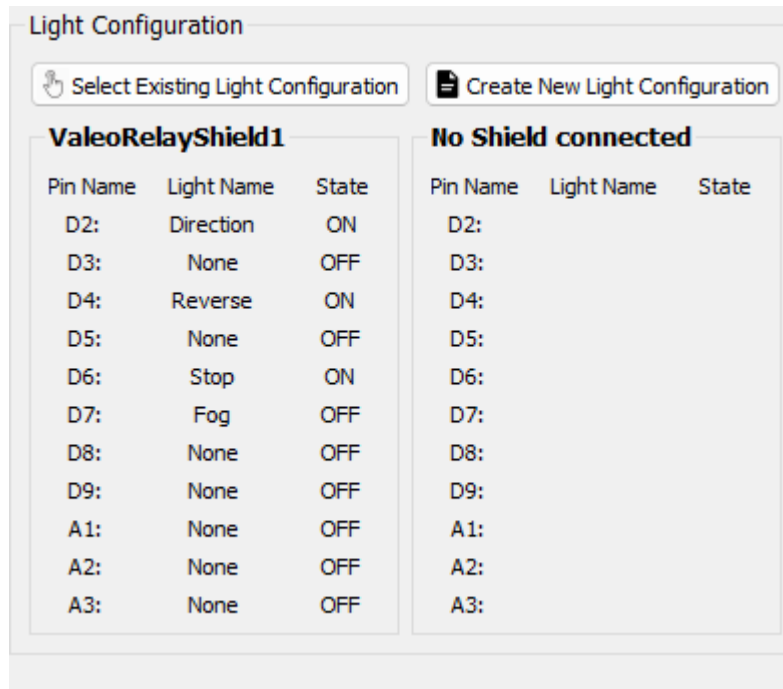 Light Configuration
Select Existing Light Configuration Create New Light Configuration
ValeoRelayShield1 No Shield connected
Pin Name Light Name State Pin Name Light Name State
D2: Direction ON D2:
D3: None OFF D3:
D4: Reverse ON D4:
D5: None OFF D5:
D6: Stop ON D6:
D7: Fog OFF D7:
D8: None OFF D8:
D9: None OFF D9:
A1: None OFF A1:
A2: None OFF A2:
A3: None OFF A3: